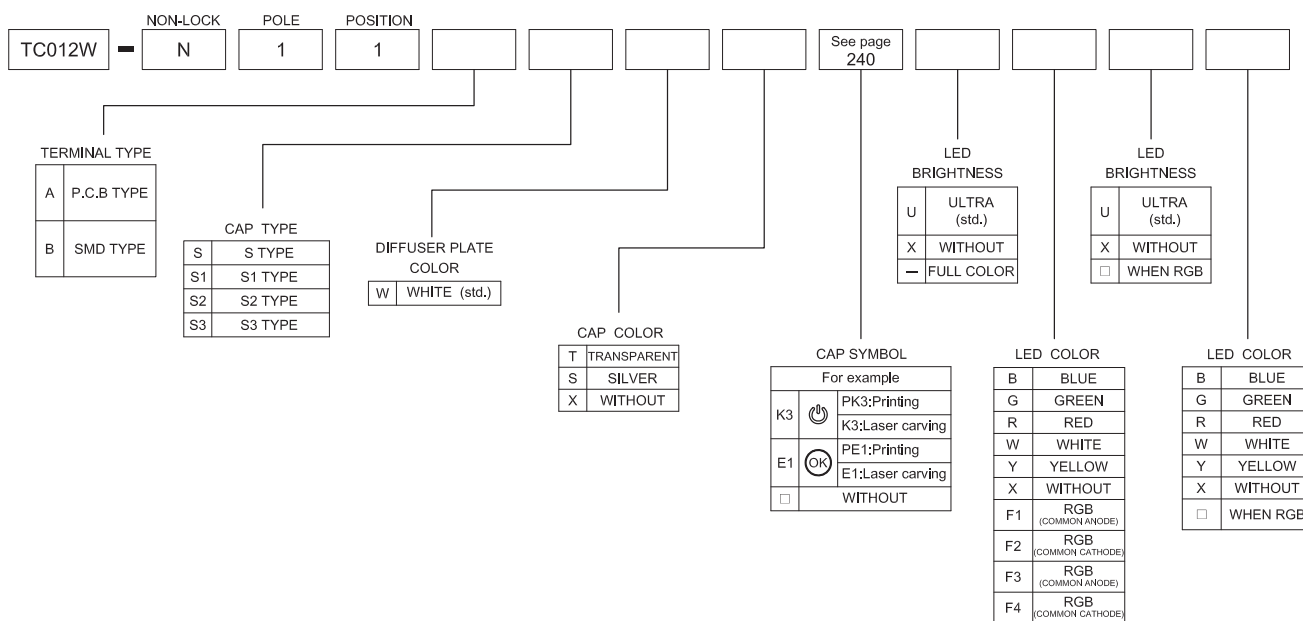 NON-LOCK POLE POSITION
TC012W - N 1 1 See page 240
TERMINAL TYPE
A P.C.B TYPE
B SMD TYPE
CAP TYPE
S S TYPE
S1 S1 TYPE
S2 S2 TYPE
S3 S3 TYPE
DIFFUSER PLATE
COLOR
W WHITE (std.)
CAP COLOR
T TRANSPARENT
S SILVER
X WITHOUT
CAP SYMBOL
For example
K3 PK3:Printing
K3:Laser carving
E1 OK PE1:Printing
E1:Laser carving
□ WITHOUT
LED
BRIGHTNESS
U ULTRA
(std.)
X WITHOUT
— FULL COLOR
LED COLOR
B BLUE
G GREEN
R RED
W WHITE
Y YELLOW
X WITHOUT
F1 RGB
(COMMON ANODE)
F2 RGB
(COMMON CATHODE)
F3 RGB
(COMMON ANODE)
F4 RGB
(COMMON CATHODE)
LED
BRIGHTNESS
U ULTRA
(std.)
X WITHOUT
□ WHEN RGB
LED COLOR
B BLUE
G GREEN
R RED
W WHITE
Y YELLOW
X WITHOUT
□ WHEN RGB